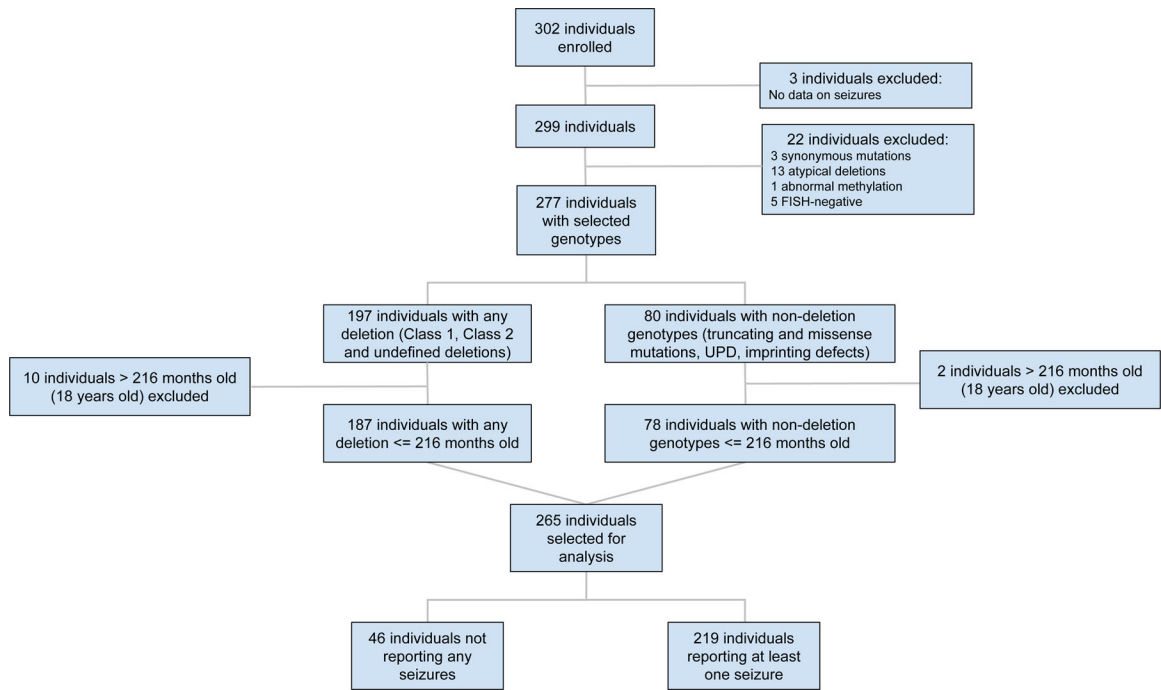 302 individuals
enrolled
3 individuals excluded:
No data on seizures
299 individuals
22 individuals excluded:
3 synonymous mutations
13 atypical deletions
1 abnormal methylation
5 FISH-negative
277 individuals
with selected
genotypes
197 individuals with any
deletion (Class 1, Class 2
and undefined deletions)
80 individuals with non-deletion
genotypes (truncating and missense
mutations, UPD, imprinting defects)
10 individuals > 216 months old
(18 years old) excluded
2 individuals > 216 months old
(18 years old) excluded
187 individuals with any
deletion <= 216 months old
78 individuals with non-deletion
genotypes <= 216 months old
265 individuals
selected for
analysis
46 individuals not
reporting any
seizures
219 individuals
reporting at least
one seizure